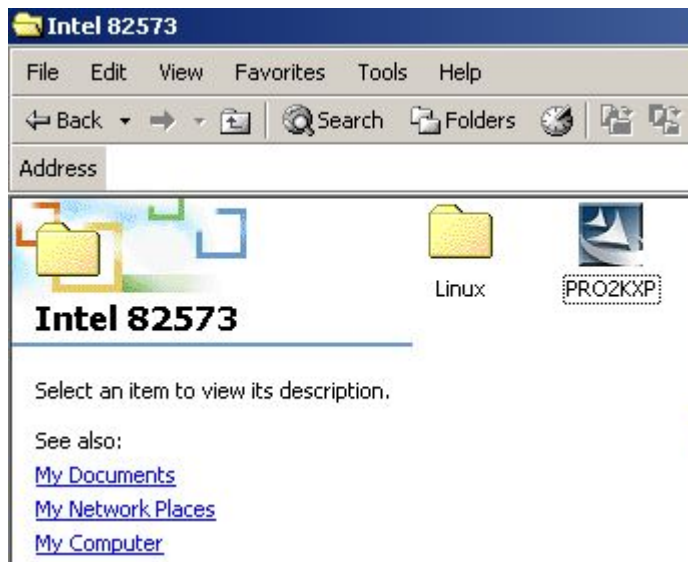 Intel 82573
File Edit View Favorites Tools Help
Back Search Folders
Address
Linux PRO2KXP
Intel 82573
Select an item to view its description.
See also:
My Documents
My Network Places
My Computer